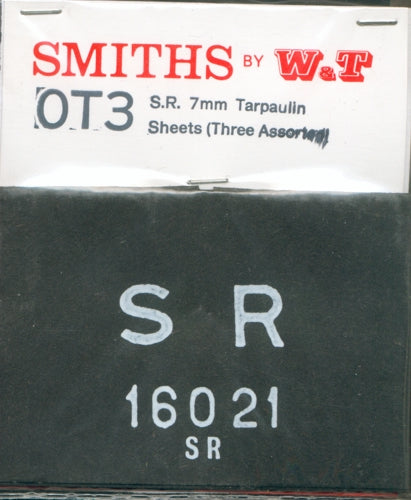 SMITHS BY W&T
OT3 S.R. 7mm Tarpaulin
Sheets (Three Assorted)
S R
16021
SR